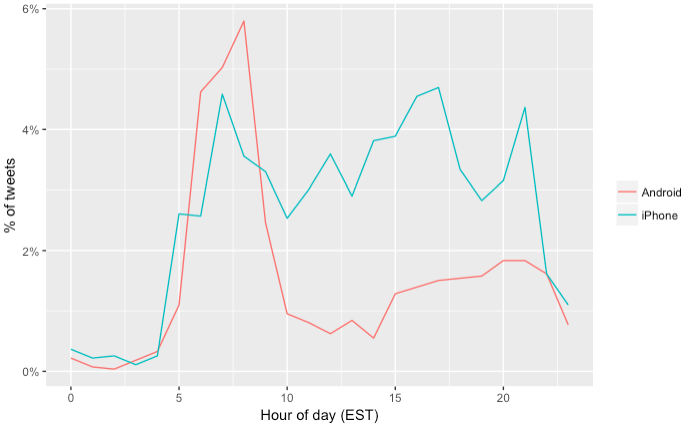 6%
4%
2%
0%
% of tweets
0
5
10
15
20
Hour of day (EST)
Android
iPhone